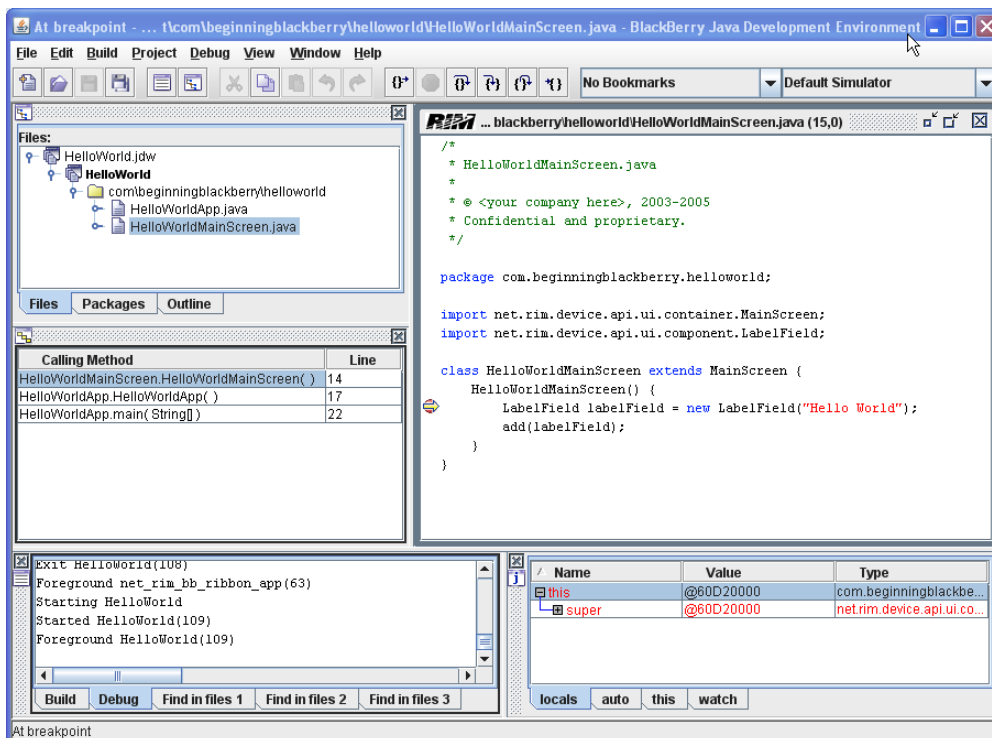 At breakpoint - ... t\com\beginningblackberry\helloworld\HelloWorldMainScreen.java - BlackBerry Java Development Environment
File Edit Build Project Debug View Window Help
No Bookmarks Default Simulator
Files:
HelloWorld.jdw
HelloWorld
com\beginningblackberry\helloworld
HelloWorldApp.java
HelloWorldMainScreen.java
Files Packages Outline
Calling Method Line
HelloWorldMainScreen.HelloWorldMainScreen( ) 14
HelloWorldApp.HelloWorldApp( ) 17
HelloWorldApp.main( String[] ) 22
RIM ... blackberry\helloworld\HelloWorldMainScreen.java (15,0)
/*
* HelloWorldMainScreen.java
*
* © <your company here>, 2003-2005
* Confidential and proprietary.
*/
package com.beginningblackberry.helloworld;
import net.rim.device.api.ui.container.MainScreen;
import net.rim.device.api.ui.component.LabelField;
class HelloWorldMainScreen extends MainScreen {
HelloWorldMainScreen() {
LabelField labelField = new LabelField("Hello World");
add(labelField);
}
}
Exit HelloWorld(108)
Foreground net_rim_bb_ribbon_app(63)
Starting HelloWorld
Started HelloWorld(109)
Foreground HelloWorld(109)
Build Debug Find in files 1 Find in files 2 Find in files 3
Name Value Type
this @60D20000 com.beginningblackbe...
super @60D20000 net.rim.device.api.ui.co...
locals auto this watch
At breakpoint